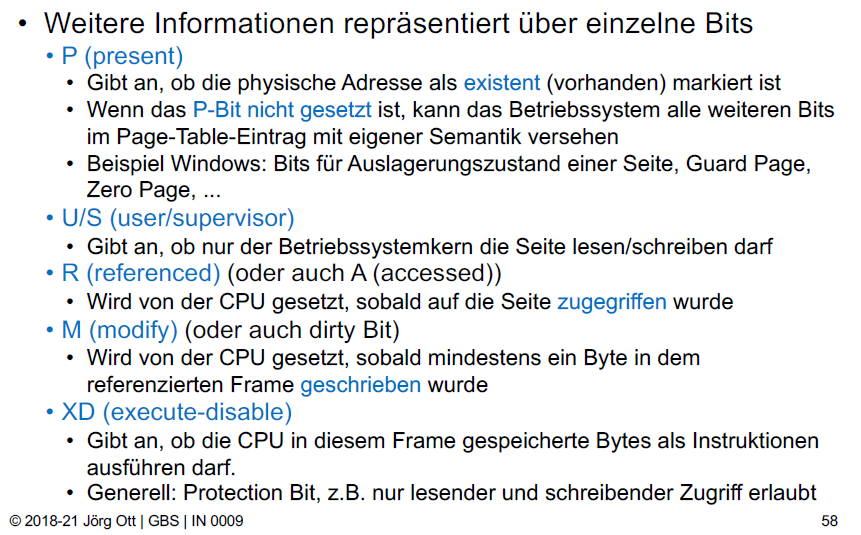 • Weitere Informationen repräsentiert über einzelne Bits
• P (present)
• Gibt an, ob die physische Adresse als existent (vorhanden) markiert ist
• Wenn das P-Bit nicht gesetzt ist, kann das Betriebssystem alle weiteren Bits
im Page-Table-Eintrag mit eigener Semantik versehen
• Beispiel Windows: Bits für Auslagerungszustand einer Seite, Guard Page,
Zero Page, ...
• U/S (user/supervisor)
• Gibt an, ob nur der Betriebssystemkern die Seite lesen/schreiben darf
• R (referenced) (oder auch A (accessed))
• Wird von der CPU gesetzt, sobald auf die Seite zugegriffen wurde
• M (modify) (oder auch dirty Bit)
• Wird von der CPU gesetzt, sobald mindestens ein Byte in dem
referenzierten Frame geschrieben wurde
• XD (execute-disable)
• Gibt an, ob die CPU in diesem Frame gespeicherte Bytes als Instruktionen
ausführen darf.
• Generell: Protection Bit, z.B. nur lesender und schreibender Zugriff erlaubt
© 2018-21 Jörg Ott | GBS | IN 0009 58